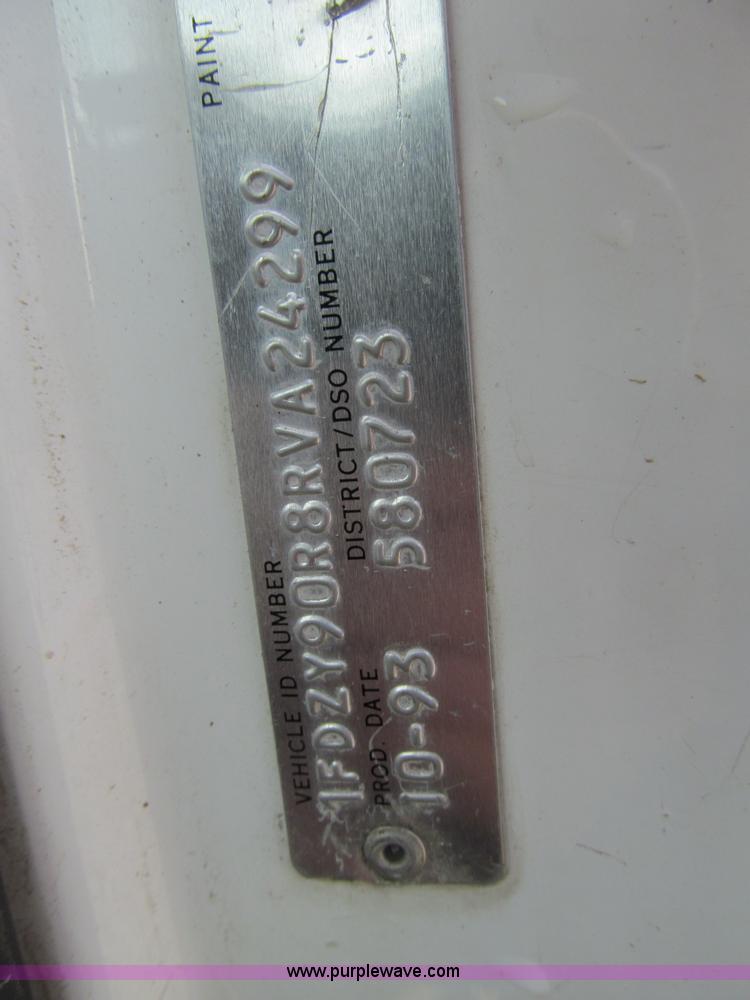 VEHICLE ID NUMBER
1FDZY90R8RVA24299
PAINT
PROD. DATE
DISTRICT/DSO NUMBER
10-93
580723
www.purplewave.com